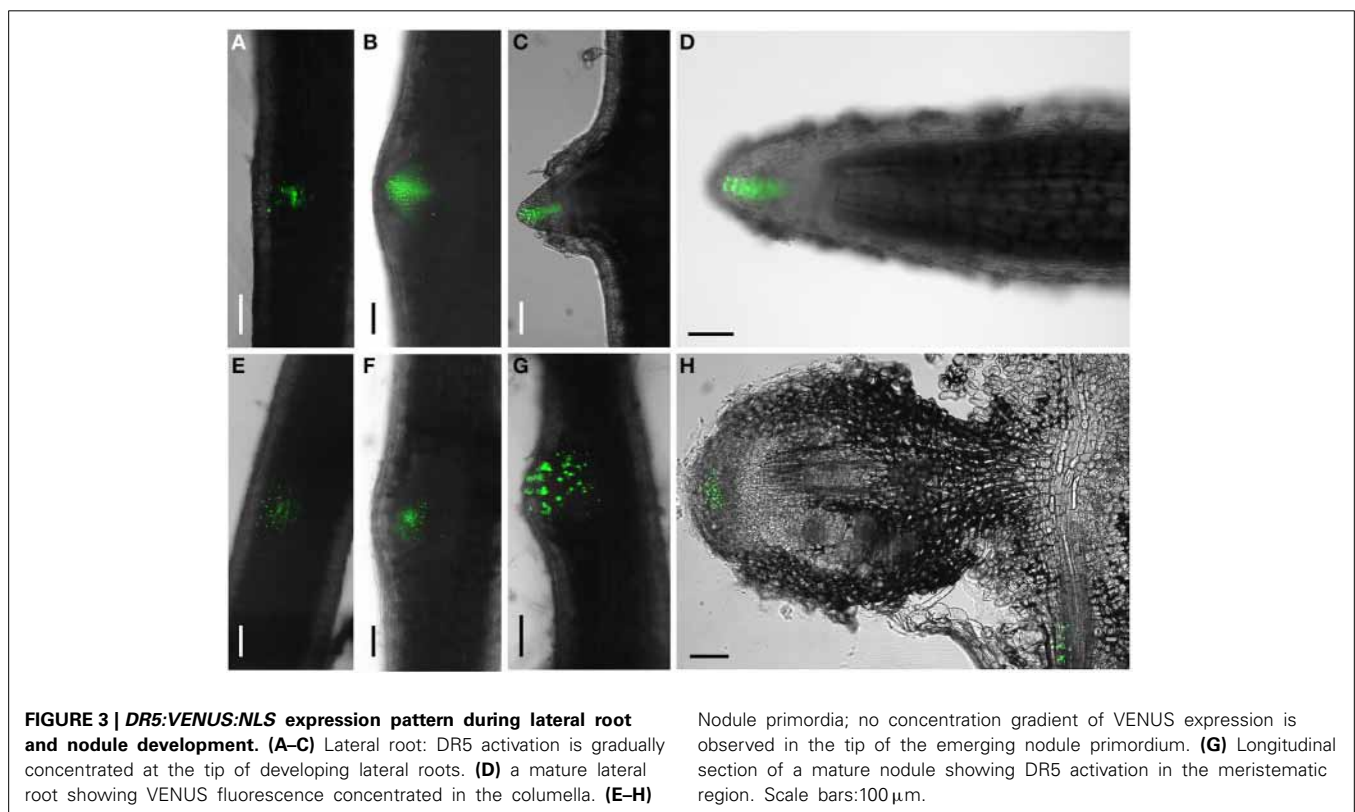 A
B
C
D
E
F
G
H
FIGURE 3 | DR5:VENUS:NLS expression pattern during lateral root
and nodule development. (A–C) Lateral root: DR5 activation is gradually
concentrated at the tip of developing lateral roots. (D) a mature lateral
root showing VENUS fluorescence concentrated in the columella. (E–H)
Nodule primordia; no concentration gradient of VENUS expression is
observed in the tip of the emerging nodule primordium. (G) Longitudinal
section of a mature nodule showing DR5 activation in the meristematic
region. Scale bars:100 μm.